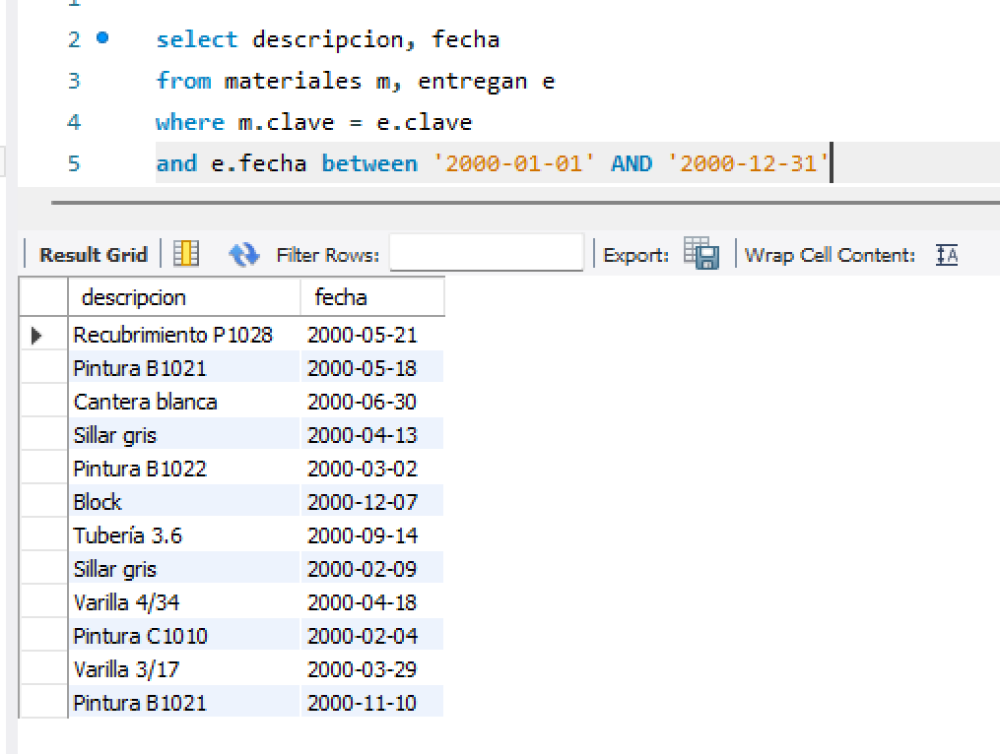 1
2 select descripcion, fecha
3 from materiales m, entregan e
4 where m.clave = e.clave
5 and e.fecha between '2000-01-01' AND '2000-12-31'
Result Grid Filter Rows: Export: Wrap Cell Content: IA
descripcion fecha
Recubrimiento P1028 2000-05-21
Pintura B1021 2000-05-18
Cantera blanca 2000-06-30
Sillar gris 2000-04-13
Pintura B1022 2000-03-02
Block 2000-12-07
Tubería 3.6 2000-09-14
Sillar gris 2000-02-09
Varilla 4/34 2000-04-18
Pintura C1010 2000-02-04
Varilla 3/17 2000-03-29
Pintura B1021 2000-11-10